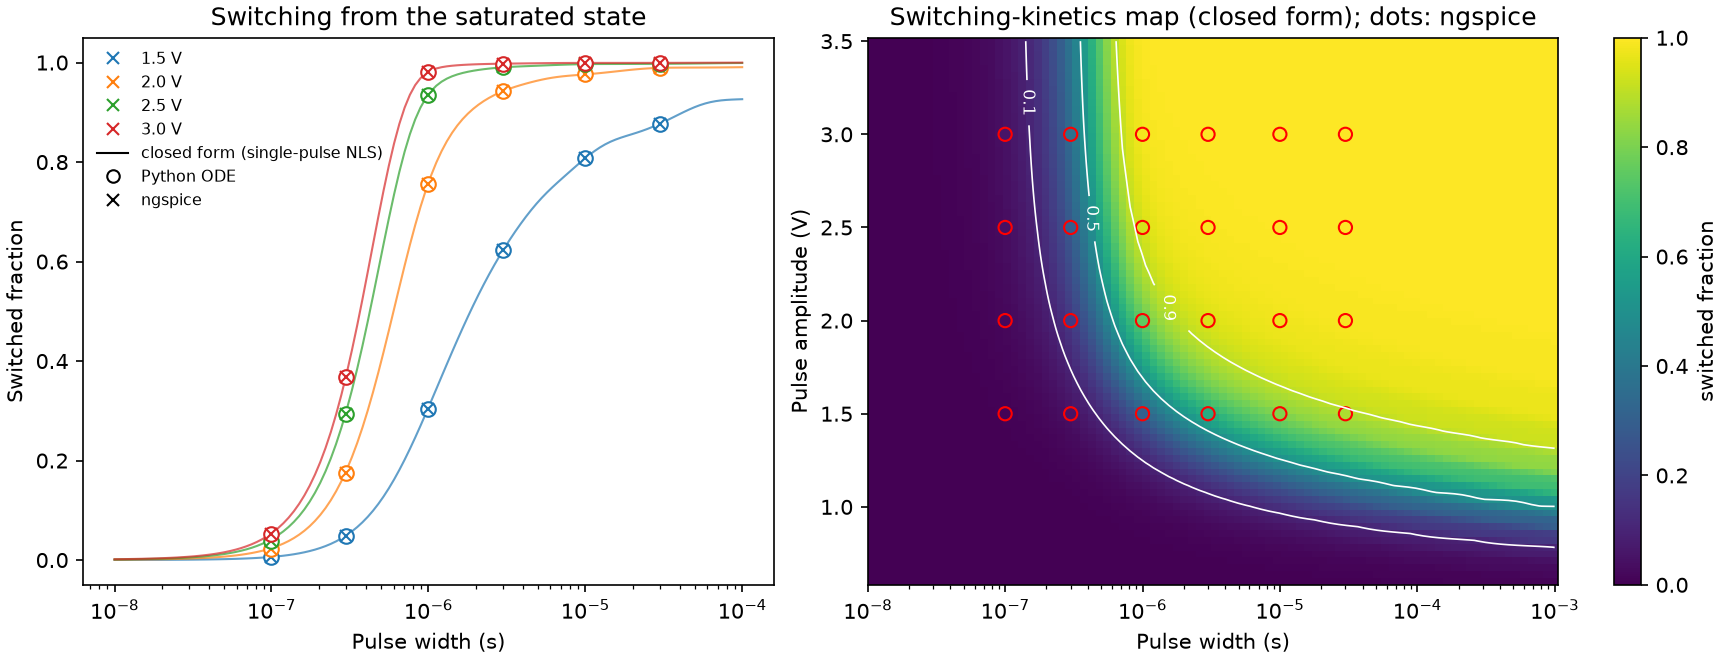 Switching from the saturated state
Switched fraction
1.0
0.8
0.6
0.4
0.2
0.0
1.5 V
2.0 V
2.5 V
3.0 V
closed form (single-pulse NLS)
Python ODE
ngspice
10⁻⁸
10⁻⁷
10⁻⁶
10⁻⁵
10⁻⁴
Pulse width (s)
Switching-kinetics map (closed form); dots: ngspice
Pulse amplitude (V)
3.5
3.0
2.5
2.0
1.5
1.0
0.1
0.5
0.9
10⁻⁸
10⁻⁷
10⁻⁶
10⁻⁵
10⁻⁴
10⁻³
Pulse width (s)
1.0
0.8
0.6
0.4
0.2
0.0
switched fraction